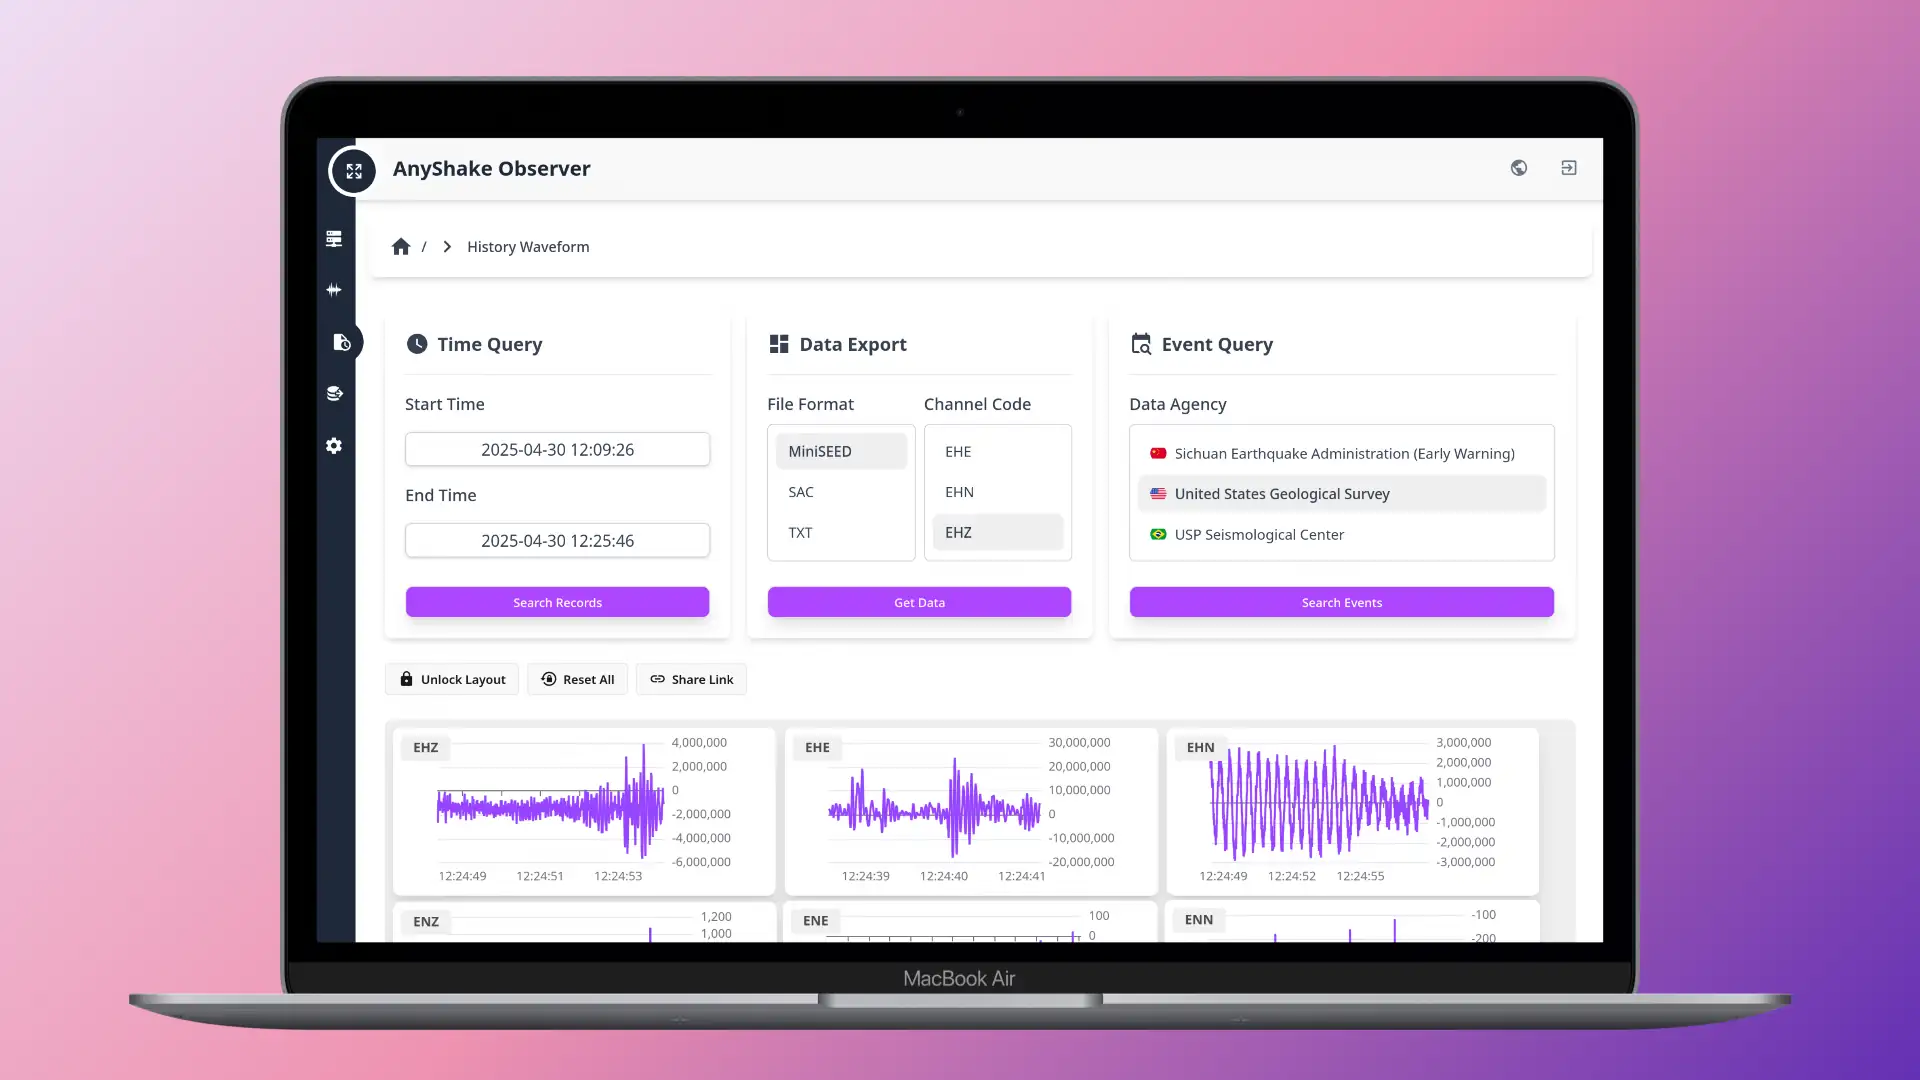 AnyShake Observer
/ History Waveform
Time Query
Start Time
2025-04-30 12:09:26
End Time
2025-04-30 12:25:46
Search Records
Data Export
File Format
MiniSEED
SAC
TXT
Channel Code
EHE
EHN
EHZ
Get Data
Event Query
Data Agency
Sichuan Earthquake Administration (Early Warning)
United States Geological Survey
USP Seismological Center
Search Events
Unlock Layout
Reset All
Share Link
EHZ
4,000,000
2,000,000
0
-2,000,000
-4,000,000
-6,000,000
12:24:49 12:24:51 12:24:53
EHE
30,000,000
20,000,000
10,000,000
0
-10,000,000
-20,000,000
12:24:39 12:24:40 12:24:41
EHN
3,000,000
2,000,000
1,000,000
0
-1,000,000
-2,000,000
-3,000,000
12:24:49 12:24:52 12:24:55
ENZ
1,200
1,000
ENE
100
0
ENN
-100
-200
MacBook Air